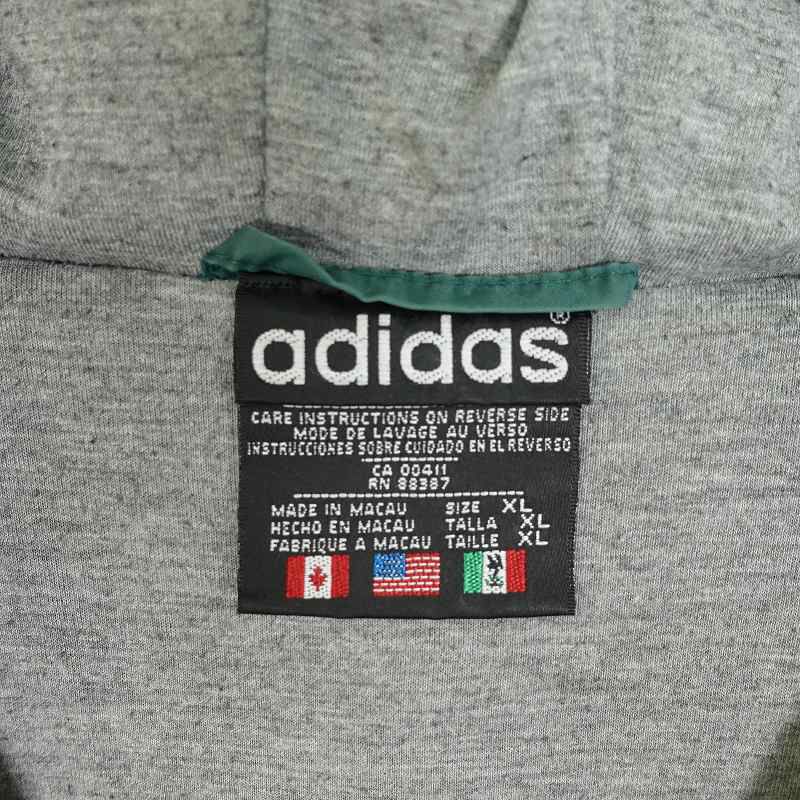 adidas®
CARE INSTRUCTIONS ON REVERSE SIDE
MODE DE LAVAGE AU VERSO
INSTRUCCIONES SOBRE CUIDADO EN EL REVERSO
CA 00411
RN 88387
MADE IN MACAU SIZE XL
HECHO EN MACAU TALLA XL
FABRIQUE A MACAU TAILLE XL